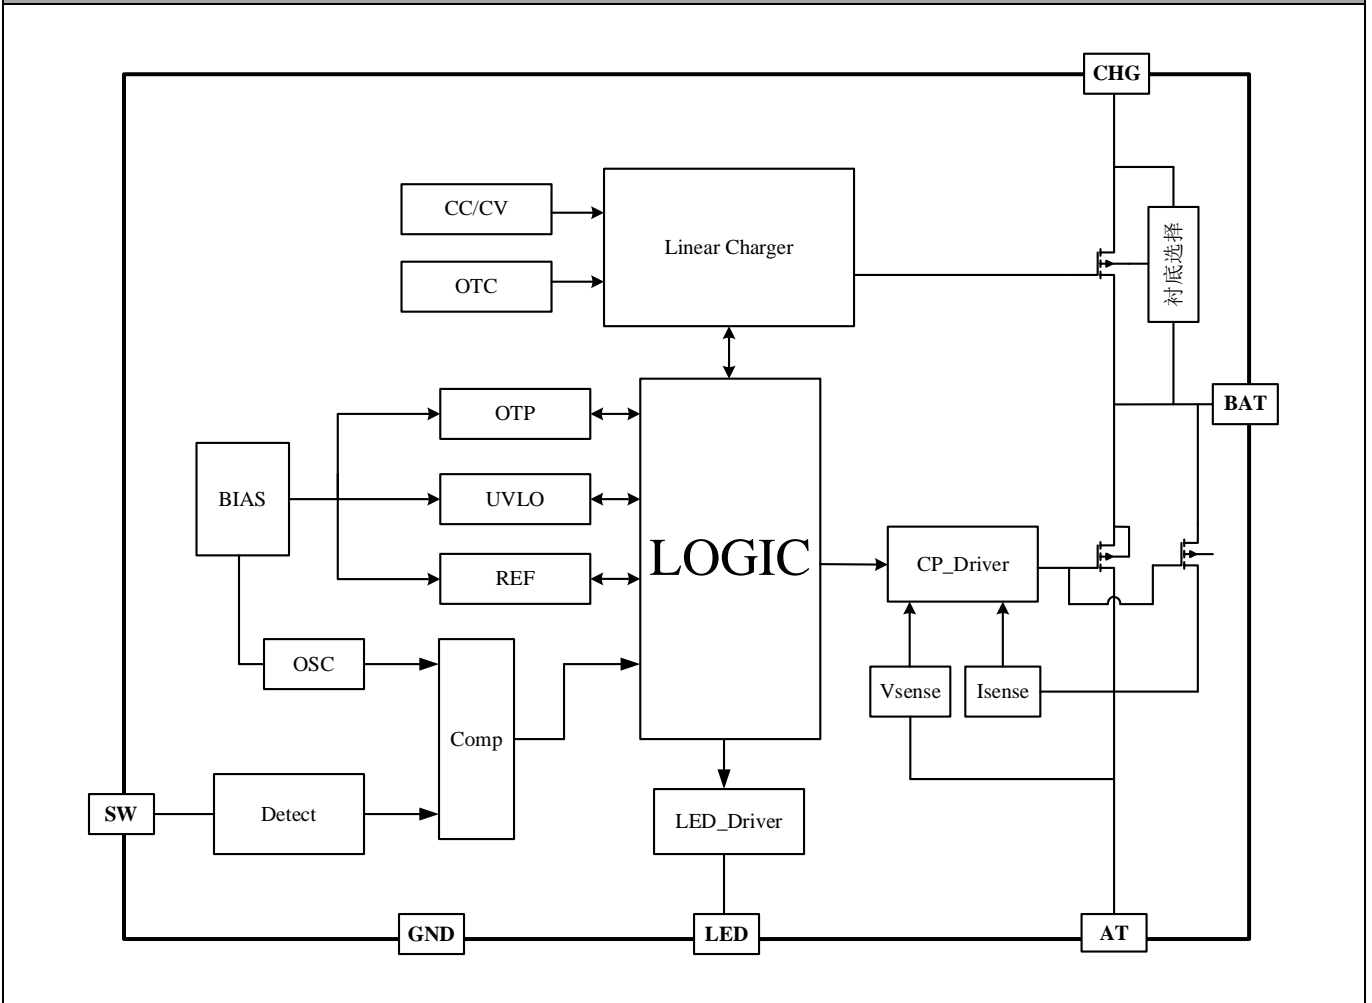 CHG
CC/CV
Linear Charger
衬底选择
OTC
OTP
BAT
BIAS
UVLO
LOGIC
CP_Driver
REF
OSC
Vsense
Isense
Comp
SW
Detect
LED_Driver
GND
LED
AT